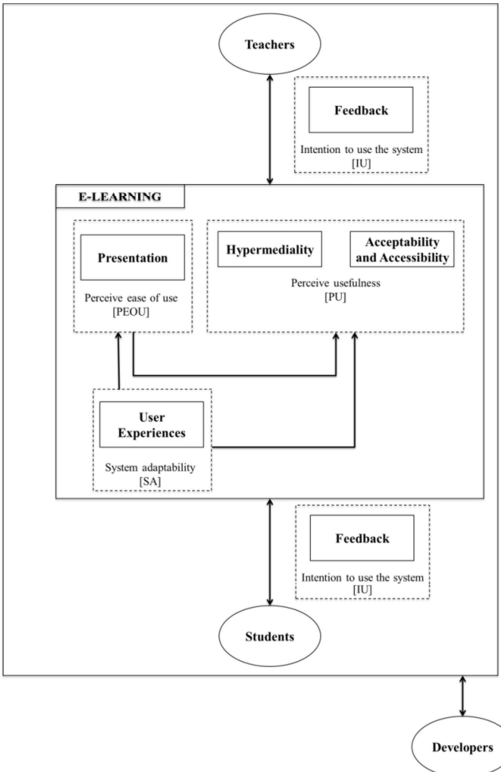 Teachers
Feedback
Intention to use the system
[IU]
E-LEARNING
Presentation
Perceive ease of use
[PEOU]
Hypermediality
Acceptability
and Accessibility
Perceive usefulness
[PU]
User
Experiences
System adaptability
[SA]
Feedback
Intention to use the system
[IU]
Students
Developers